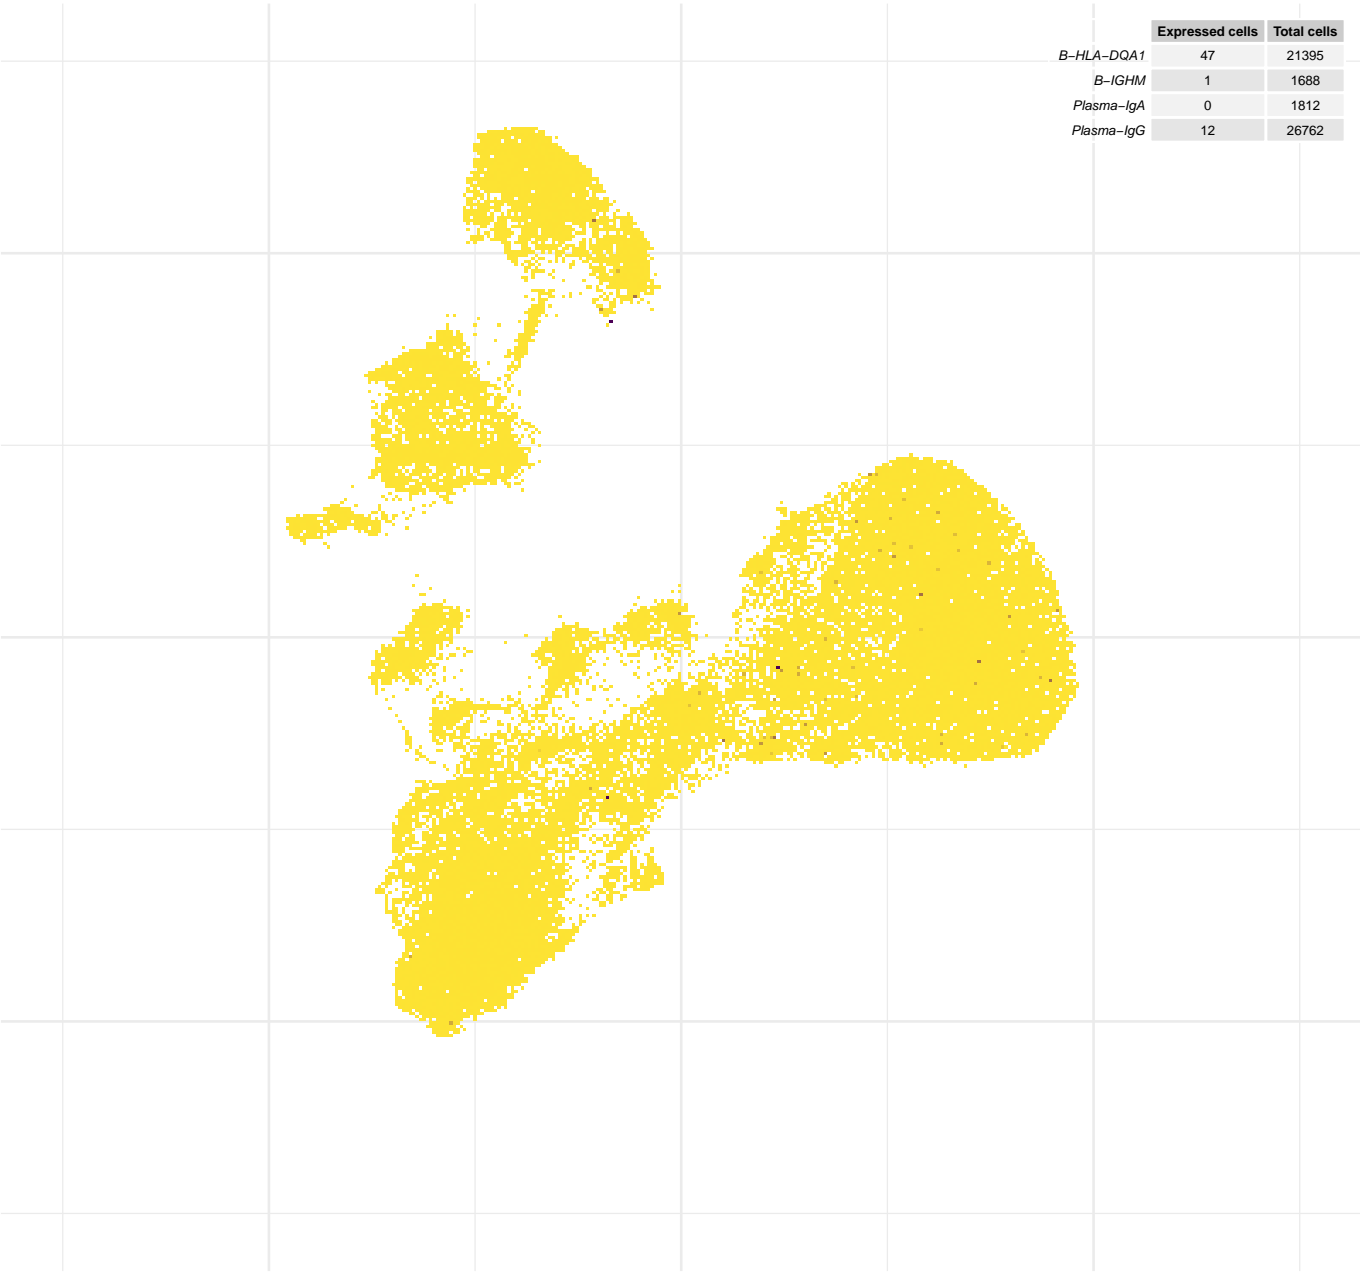 Expressed cells Total cells
B−HLA−DQA1 47 21395
B−IGHM 1 1688
Plasma−IgA 0 1812
Plasma−IgG 12 26762